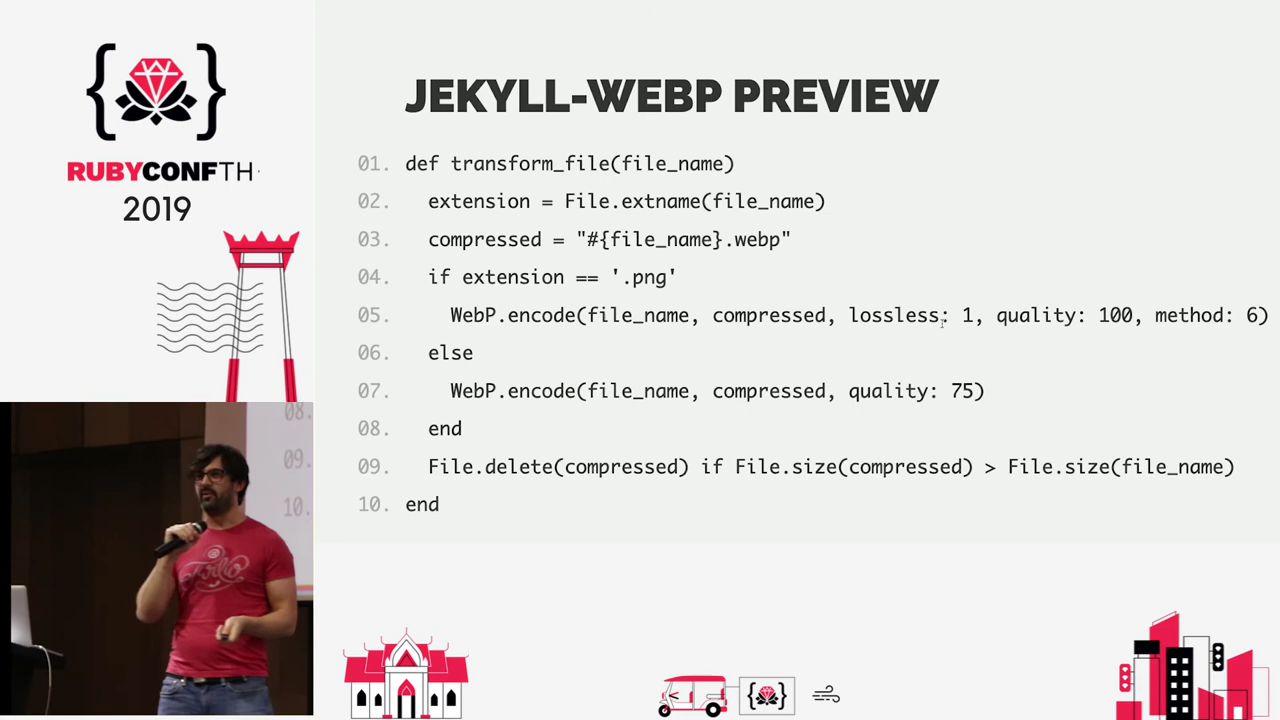 RUBYCONFTH
2019
JEKYLL-WEBP PREVIEW
01. def transform_file(file_name)
02.   extension = File.extname(file_name)
03.   compressed = "#{file_name}.webp"
04.   if extension == '.png'
05.     WebP.encode(file_name, compressed, lossless: 1, quality: 100, method: 6)
06.   else
07.     WebP.encode(file_name, compressed, quality: 75)
08.   end
09.   File.delete(compressed) if File.size(compressed) > File.size(file_name)
10. end
08.
09.
10.